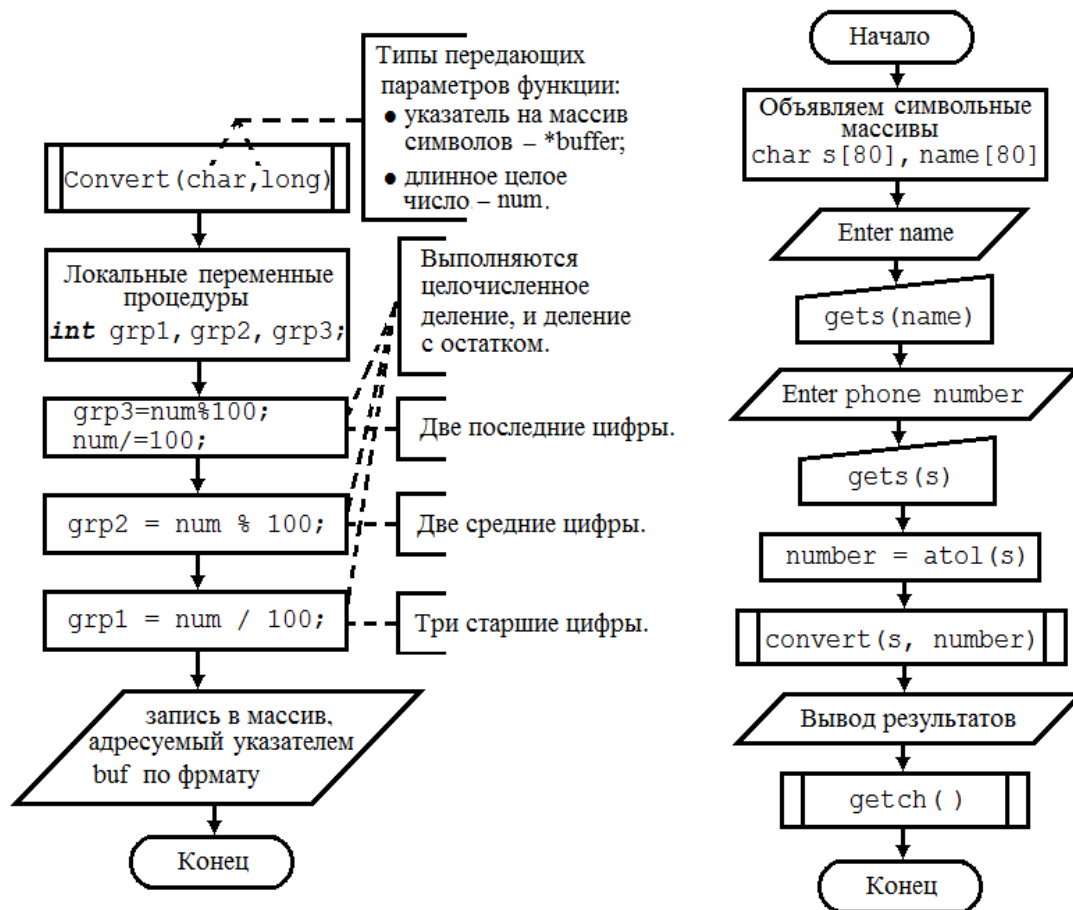 Типы передающих
параметров функции:
● указатель на массив
символов – *buffer;
● длинное целое
число – num.
Convert(char,long)
Локальные переменные
процедуры
int grp1, grp2, grp3;
Выполняются
целочисленное
деление, и деление
с остатком.
grp3=num%100;
num/=100;
Две последние цифры.
grp2 = num % 100;
Две средние цифры.
grp1 = num / 100;
Три старшие цифры.
запись в массив,
адресуемый указателем
buf по фрмату
Конец
Начало
Объявляем символьные
массивы
char s[80], name[80]
Enter name
gets(name)
Enter phone number
gets(s)
number = atol(s)
convert(s, number)
Вывод результатов
getch()
Конец